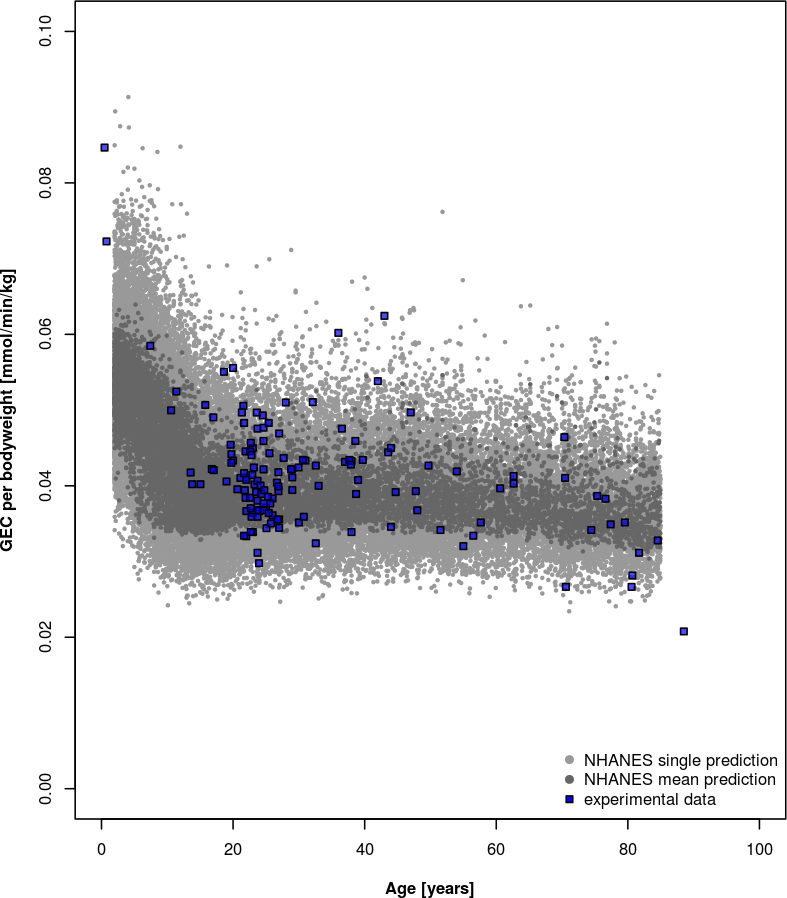 GEC per bodyweight [mmol/min/kg]
0.10
0.08
0.06
0.04
0.02
0.00
NHANES single prediction
NHANES mean prediction
experimental data
0 20 40 60 80 100
Age [years]